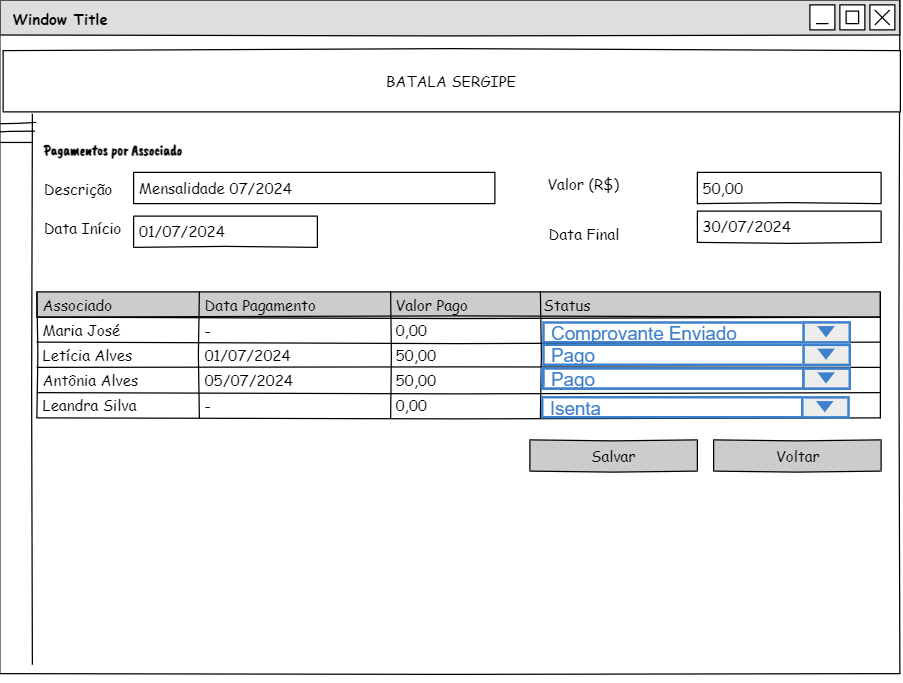 Window Title
BATALA SERGIPE
Pagamentos por Associado
Descrição Mensalidade 07/2024 Valor (R$) 50,00
Data Início 01/07/2024 Data Final 30/07/2024
Associado Data Pagamento Valor Pago Status
Maria José - 0,00 Comprovante Enviado
Letícia Alves 01/07/2024 50,00 Pago
Antônia Alves 05/07/2024 50,00 Pago
Leandra Silva - 0,00 Isenta
Salvar Voltar